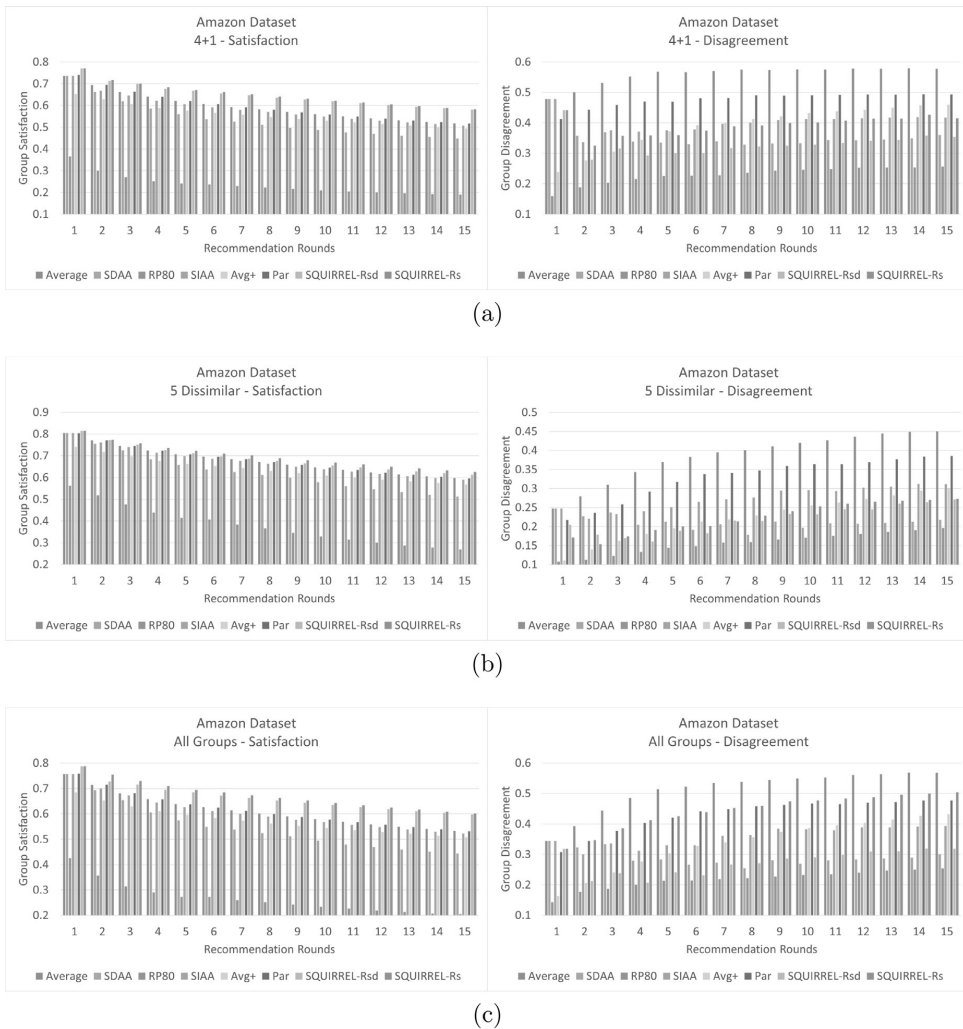 Amazon Dataset
4+1 - Satisfaction
Group Satisfaction
0.8
0.7
0.6
0.5
0.4
0.3
0.2
0.1
1 2 3 4 5 6 7 8 9 10 11 12 13 14 15
Recommendation Rounds
Average SDAA RP80 SIAA Avg+ Par SQUIRREL-Rsd SQUIRREL-Rs
Amazon Dataset
4+1 - Disagreement
Group Disagreement
0.6
0.5
0.4
0.3
0.2
0.1
1 2 3 4 5 6 7 8 9 10 11 12 13 14 15
Recommendation Rounds
Average SDAA RP80 SIAA Avg+ Par SQUIRREL-Rsd SQUIRREL-Rs
(a)
Amazon Dataset
5 Dissimilar - Satisfaction
Group Satisfaction
0.9
0.8
0.7
0.6
0.5
0.4
0.3
0.2
1 2 3 4 5 6 7 8 9 10 11 12 13 14 15
Recommendation Rounds
Average SDAA RP80 SIAA Avg+ Par SQUIRREL-Rsd SQUIRREL-Rs
Amazon Dataset
5 Dissimilar - Disagreement
Group Disagreement
0.5
0.45
0.4
0.35
0.3
0.25
0.2
0.15
0.1
1 2 3 4 5 6 7 8 9 10 11 12 13 14 15
Recommendation Rounds
Average SDAA RP80 SIAA Avg+ Par SQUIRREL-Rsd SQUIRREL-Rs
(b)
Amazon Dataset
All Groups - Satisfaction
Group Satisfaction
0.8
0.7
0.6
0.5
0.4
0.3
0.2
1 2 3 4 5 6 7 8 9 10 11 12 13 14 15
Recommendation Rounds
Average SDAA RP80 SIAA Avg+ Par SQUIRREL-Rsd SQUIRREL-Rs
Amazon Dataset
All Groups - Disagreement
Group Disagreement
0.6
0.5
0.4
0.3
0.2
0.1
1 2 3 4 5 6 7 8 9 10 11 12 13 14 15
Recommendation Rounds
Average SDAA RP80 SIAA Avg+ Par SQUIRREL-Rsd SQUIRREL-Rs
(c)